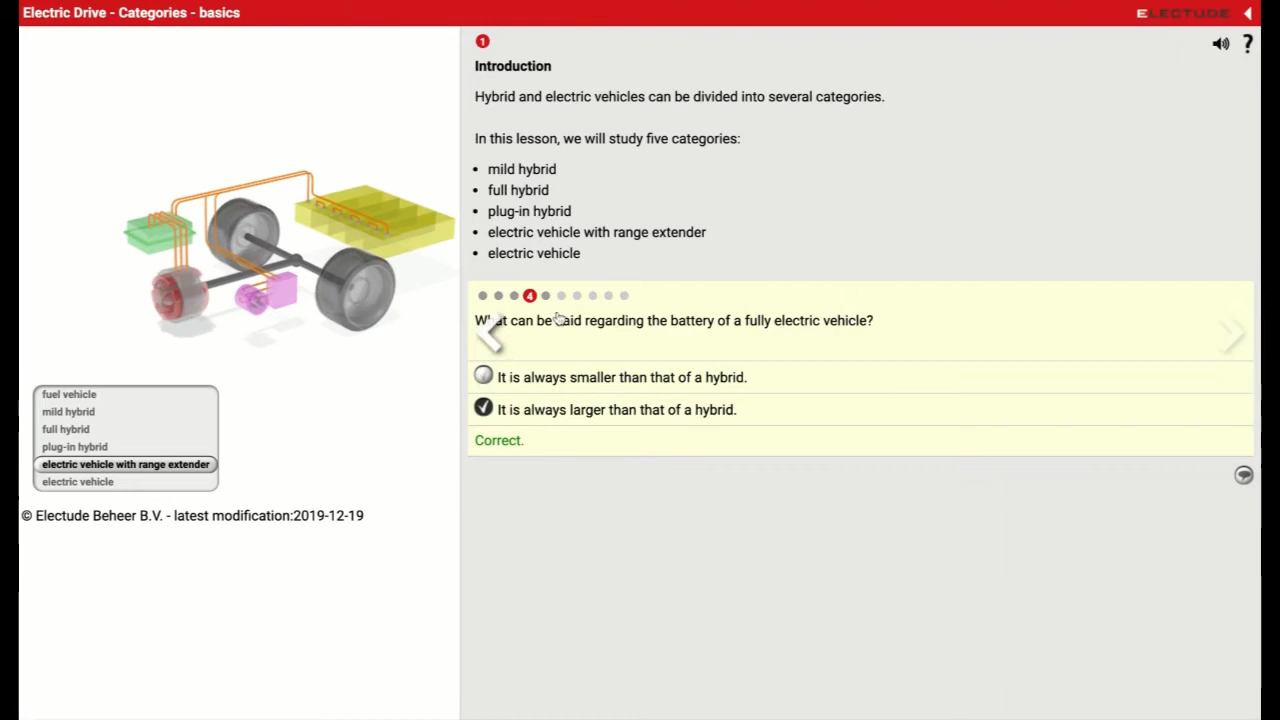 Electric Drive - Categories - basics
ELECTUDE
1
?
Introduction
Hybrid and electric vehicles can be divided into several categories.
In this lesson, we will study five categories:
• mild hybrid
• full hybrid
• plug-in hybrid
• electric vehicle with range extender
• electric vehicle
4
What can be said regarding the battery of a fully electric vehicle?
It is always smaller than that of a hybrid.
It is always larger than that of a hybrid.
Correct.
fuel vehicle
mild hybrid
full hybrid
plug-in hybrid
electric vehicle with range extender
electric vehicle
© Electude Beheer B.V. - latest modification:2019-12-19